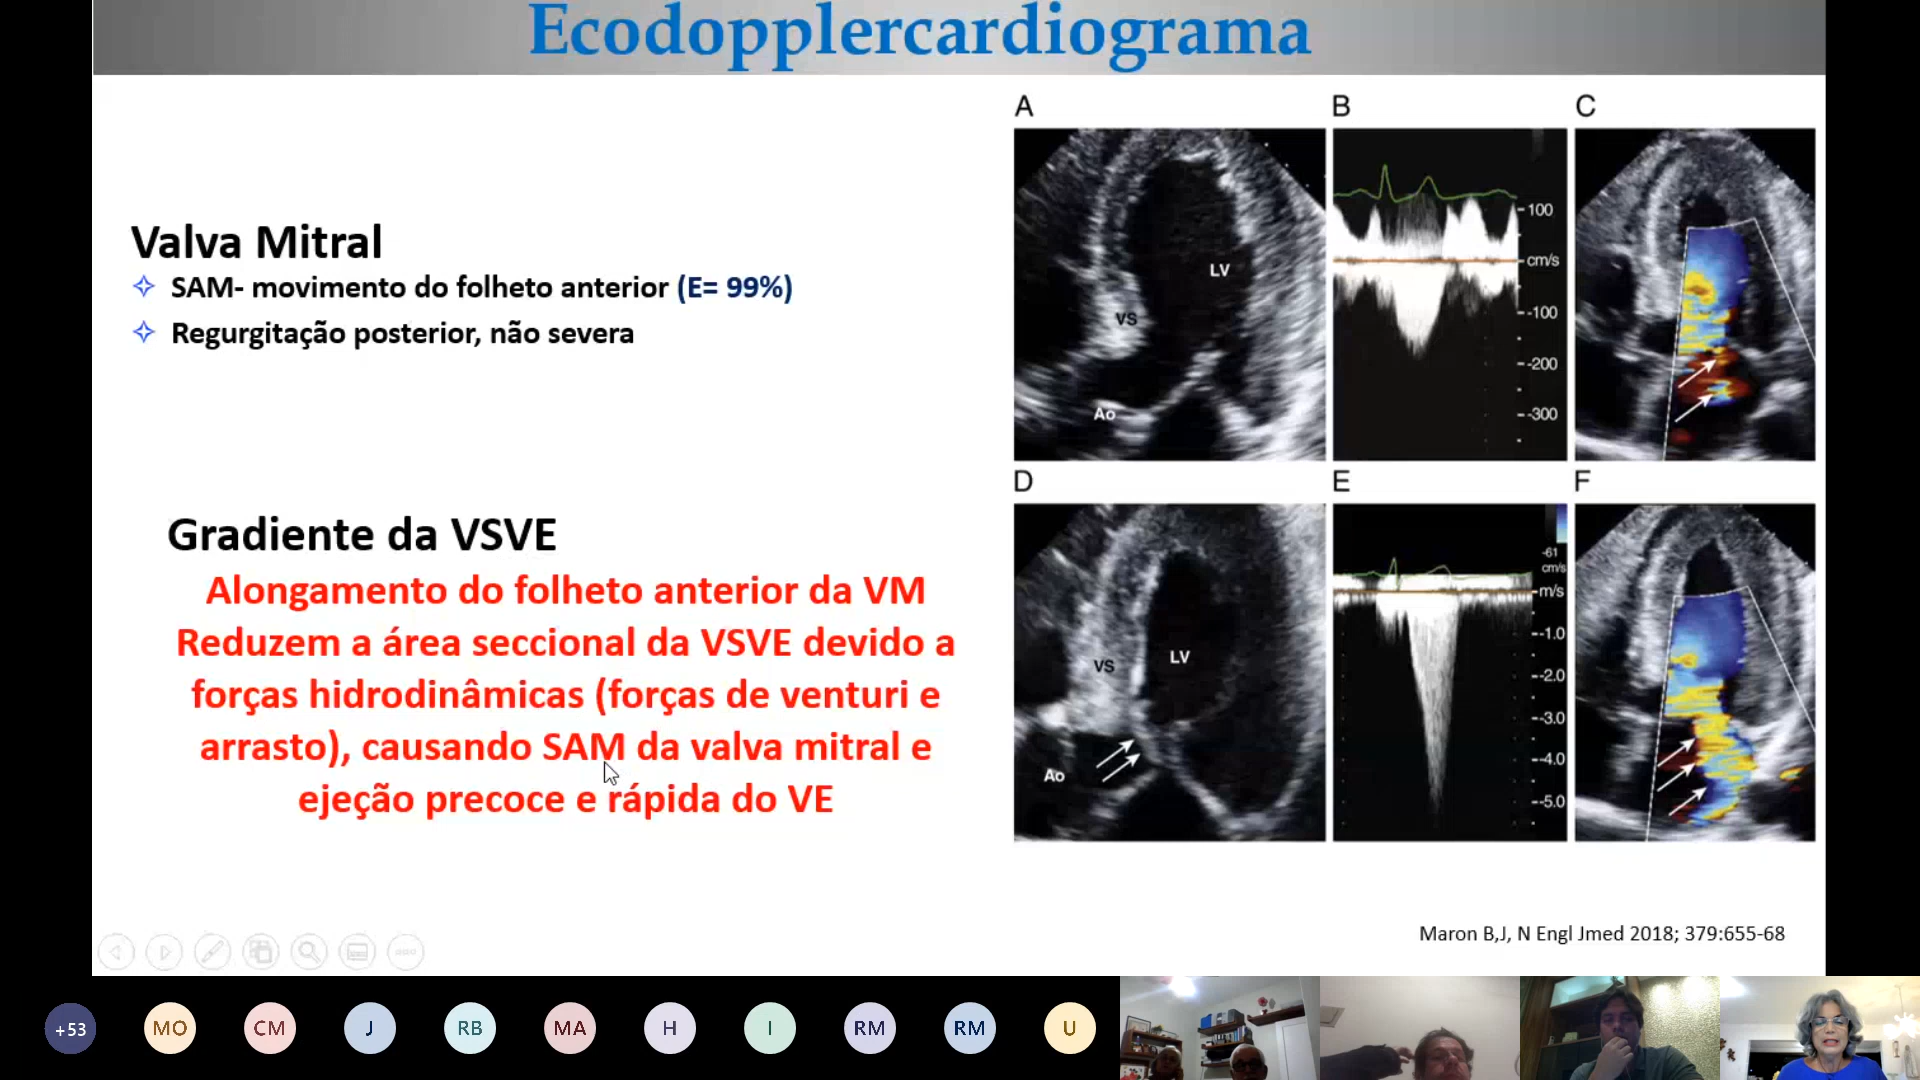 Ecodopplercardiograma
Valva Mitral
SAM- movimento do folheto anterior (E= 99%)
Regurgitação posterior, não severa
Gradiente da VSVE
Alongamento do folheto anterior da VM
Reduzem a área seccional da VSVE devido a
forças hidrodinâmicas (forças de venturi e
arrasto), causando SAM da valva mitral e
ejeção precoce e rápida do VE
A
B
C
LV
VS
Ao
100
cm/s
-100
-200
-300
D
E
F
VS
LV
Ao
-61
cm/s
m/s
-1.0
-2.0
-3.0
-4.0
-5.0
Maron B,J, N Engl Jmed 2018; 379:655-68
+53
MO
CM
J
RB
MA
H
I
RM
RM
U